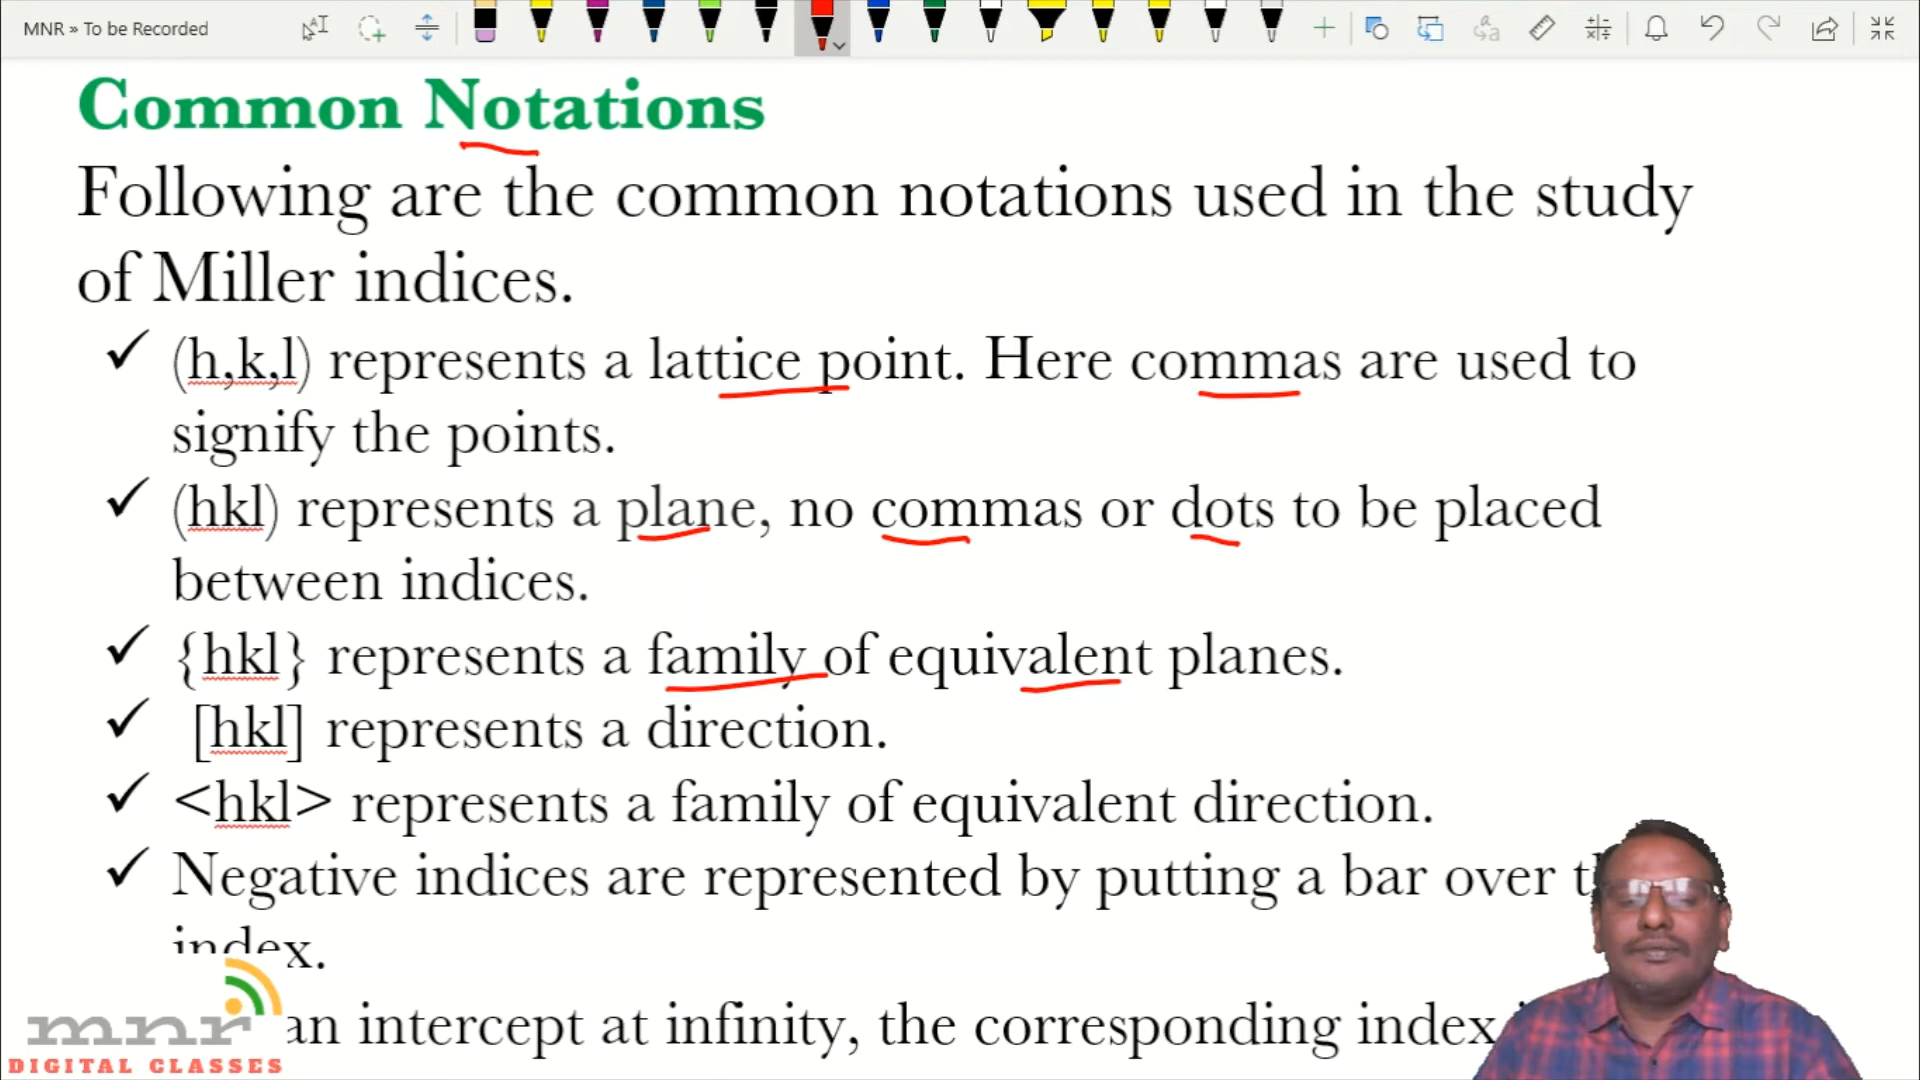 MNR » To be Recorded
Common Notations
Following are the common notations used in the study
of Miller indices.
✓ (h,k,l) represents a lattice point. Here commas are used to
signify the points.
✓ (hkl) represents a plane, no commas or dots to be placed
between indices.
✓ {hkl} represents a family of equivalent planes.
✓ [hkl] represents a direction.
✓ <hkl> represents a family of equivalent direction.
✓ Negative indices are represented by putting a bar over
index.
an intercept at infinity, the corresponding index
mnr
DIGITAL CLASSES